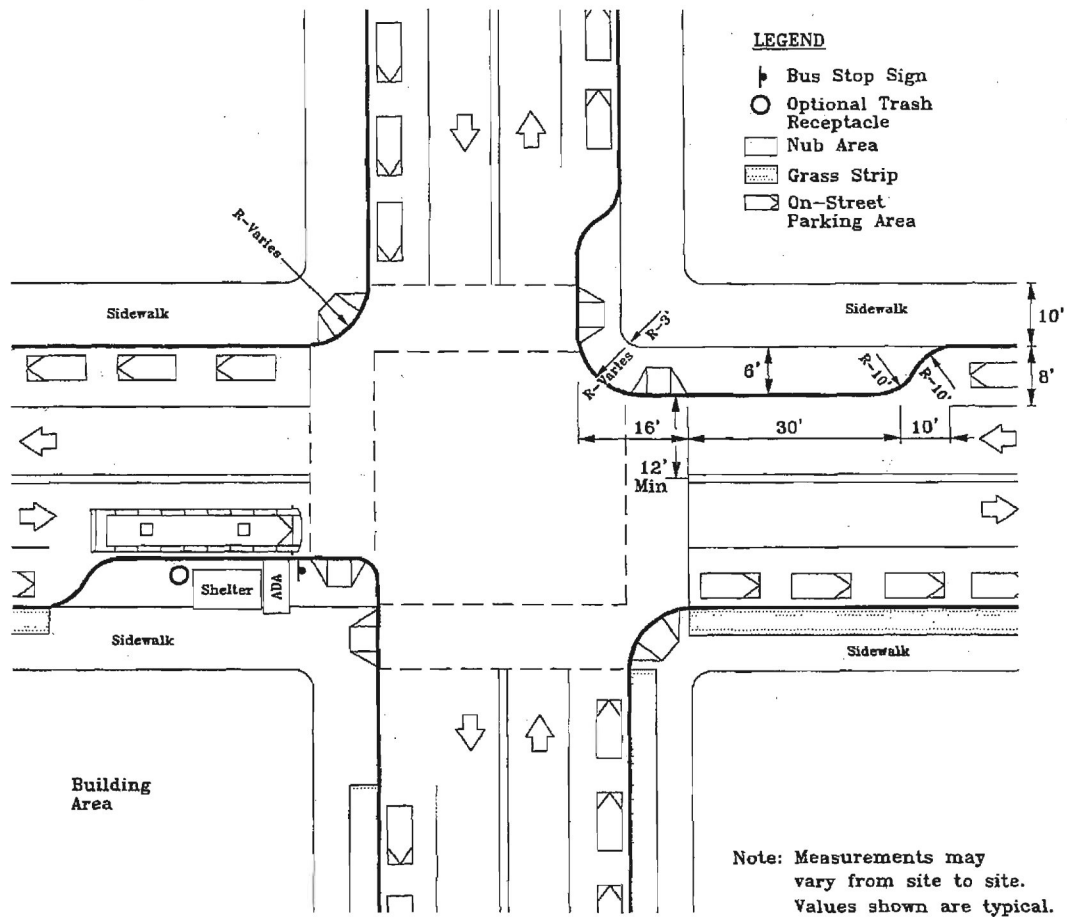 LEGEND
Bus Stop Sign
Optional Trash
Receptacle
Nub Area
Grass Strip
On-Street
Parking Area
R-Varies
Sidewalk
Sidewalk
R-3'
R-Varies
6'
R-10'
R-10'
10'
8'
16'
30'
10'
12'
Min
Shelter
ADA
Sidewalk
Sidewalk
Building
Area
Note: Measurements may
vary from site to site.
Values shown are typical.